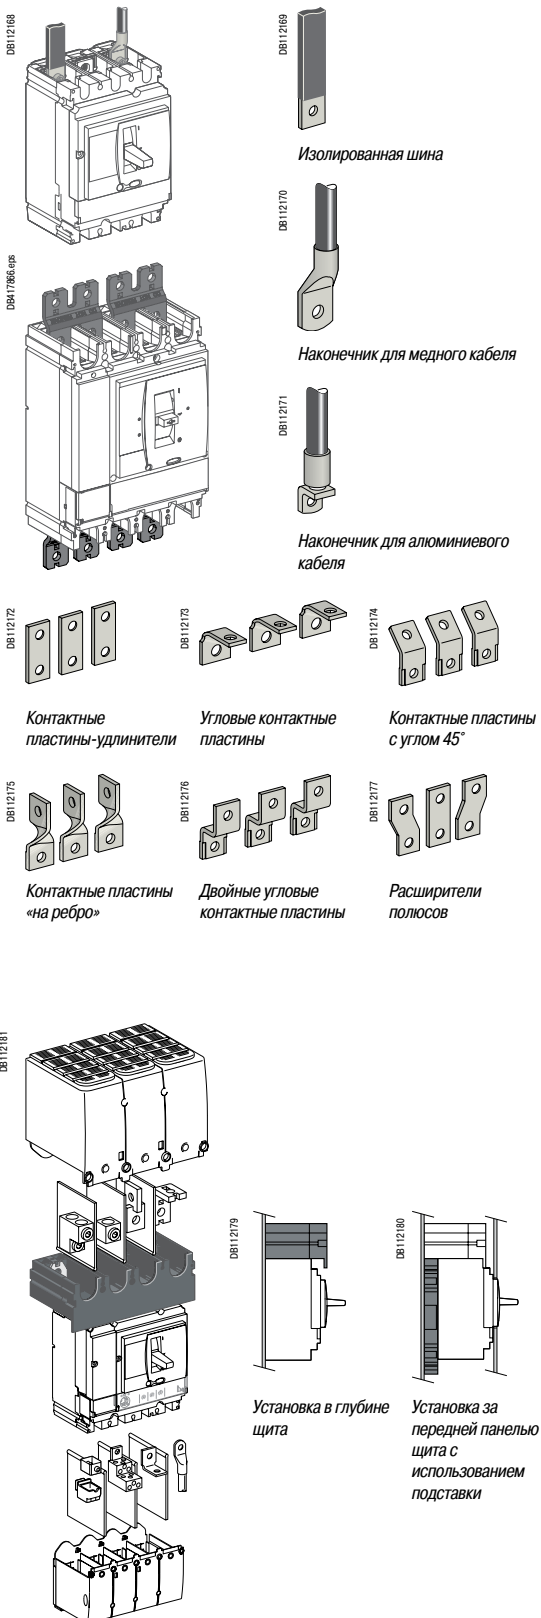 DB112168
DB112169
Изолированная шина
DB112170
Наконечник для медного кабеля
DB417866.eps
DB112171
Наконечник для алюминиевого
кабеля
DB112172
Контактные
пластины-удлинители
DB112173
Угловые контактные
пластины
DB112174
Контактные пластины
с углом 45˚
DB112175
Контактные пластины
«на ребро»
DB112176
Двойные угловые
контактные пластины
DB112177
Расширители
полюсов
DB112181
DB112179
Установка в глубине
щита
DB112180
Установка за
передней панелью
щита с
использованием
подставки